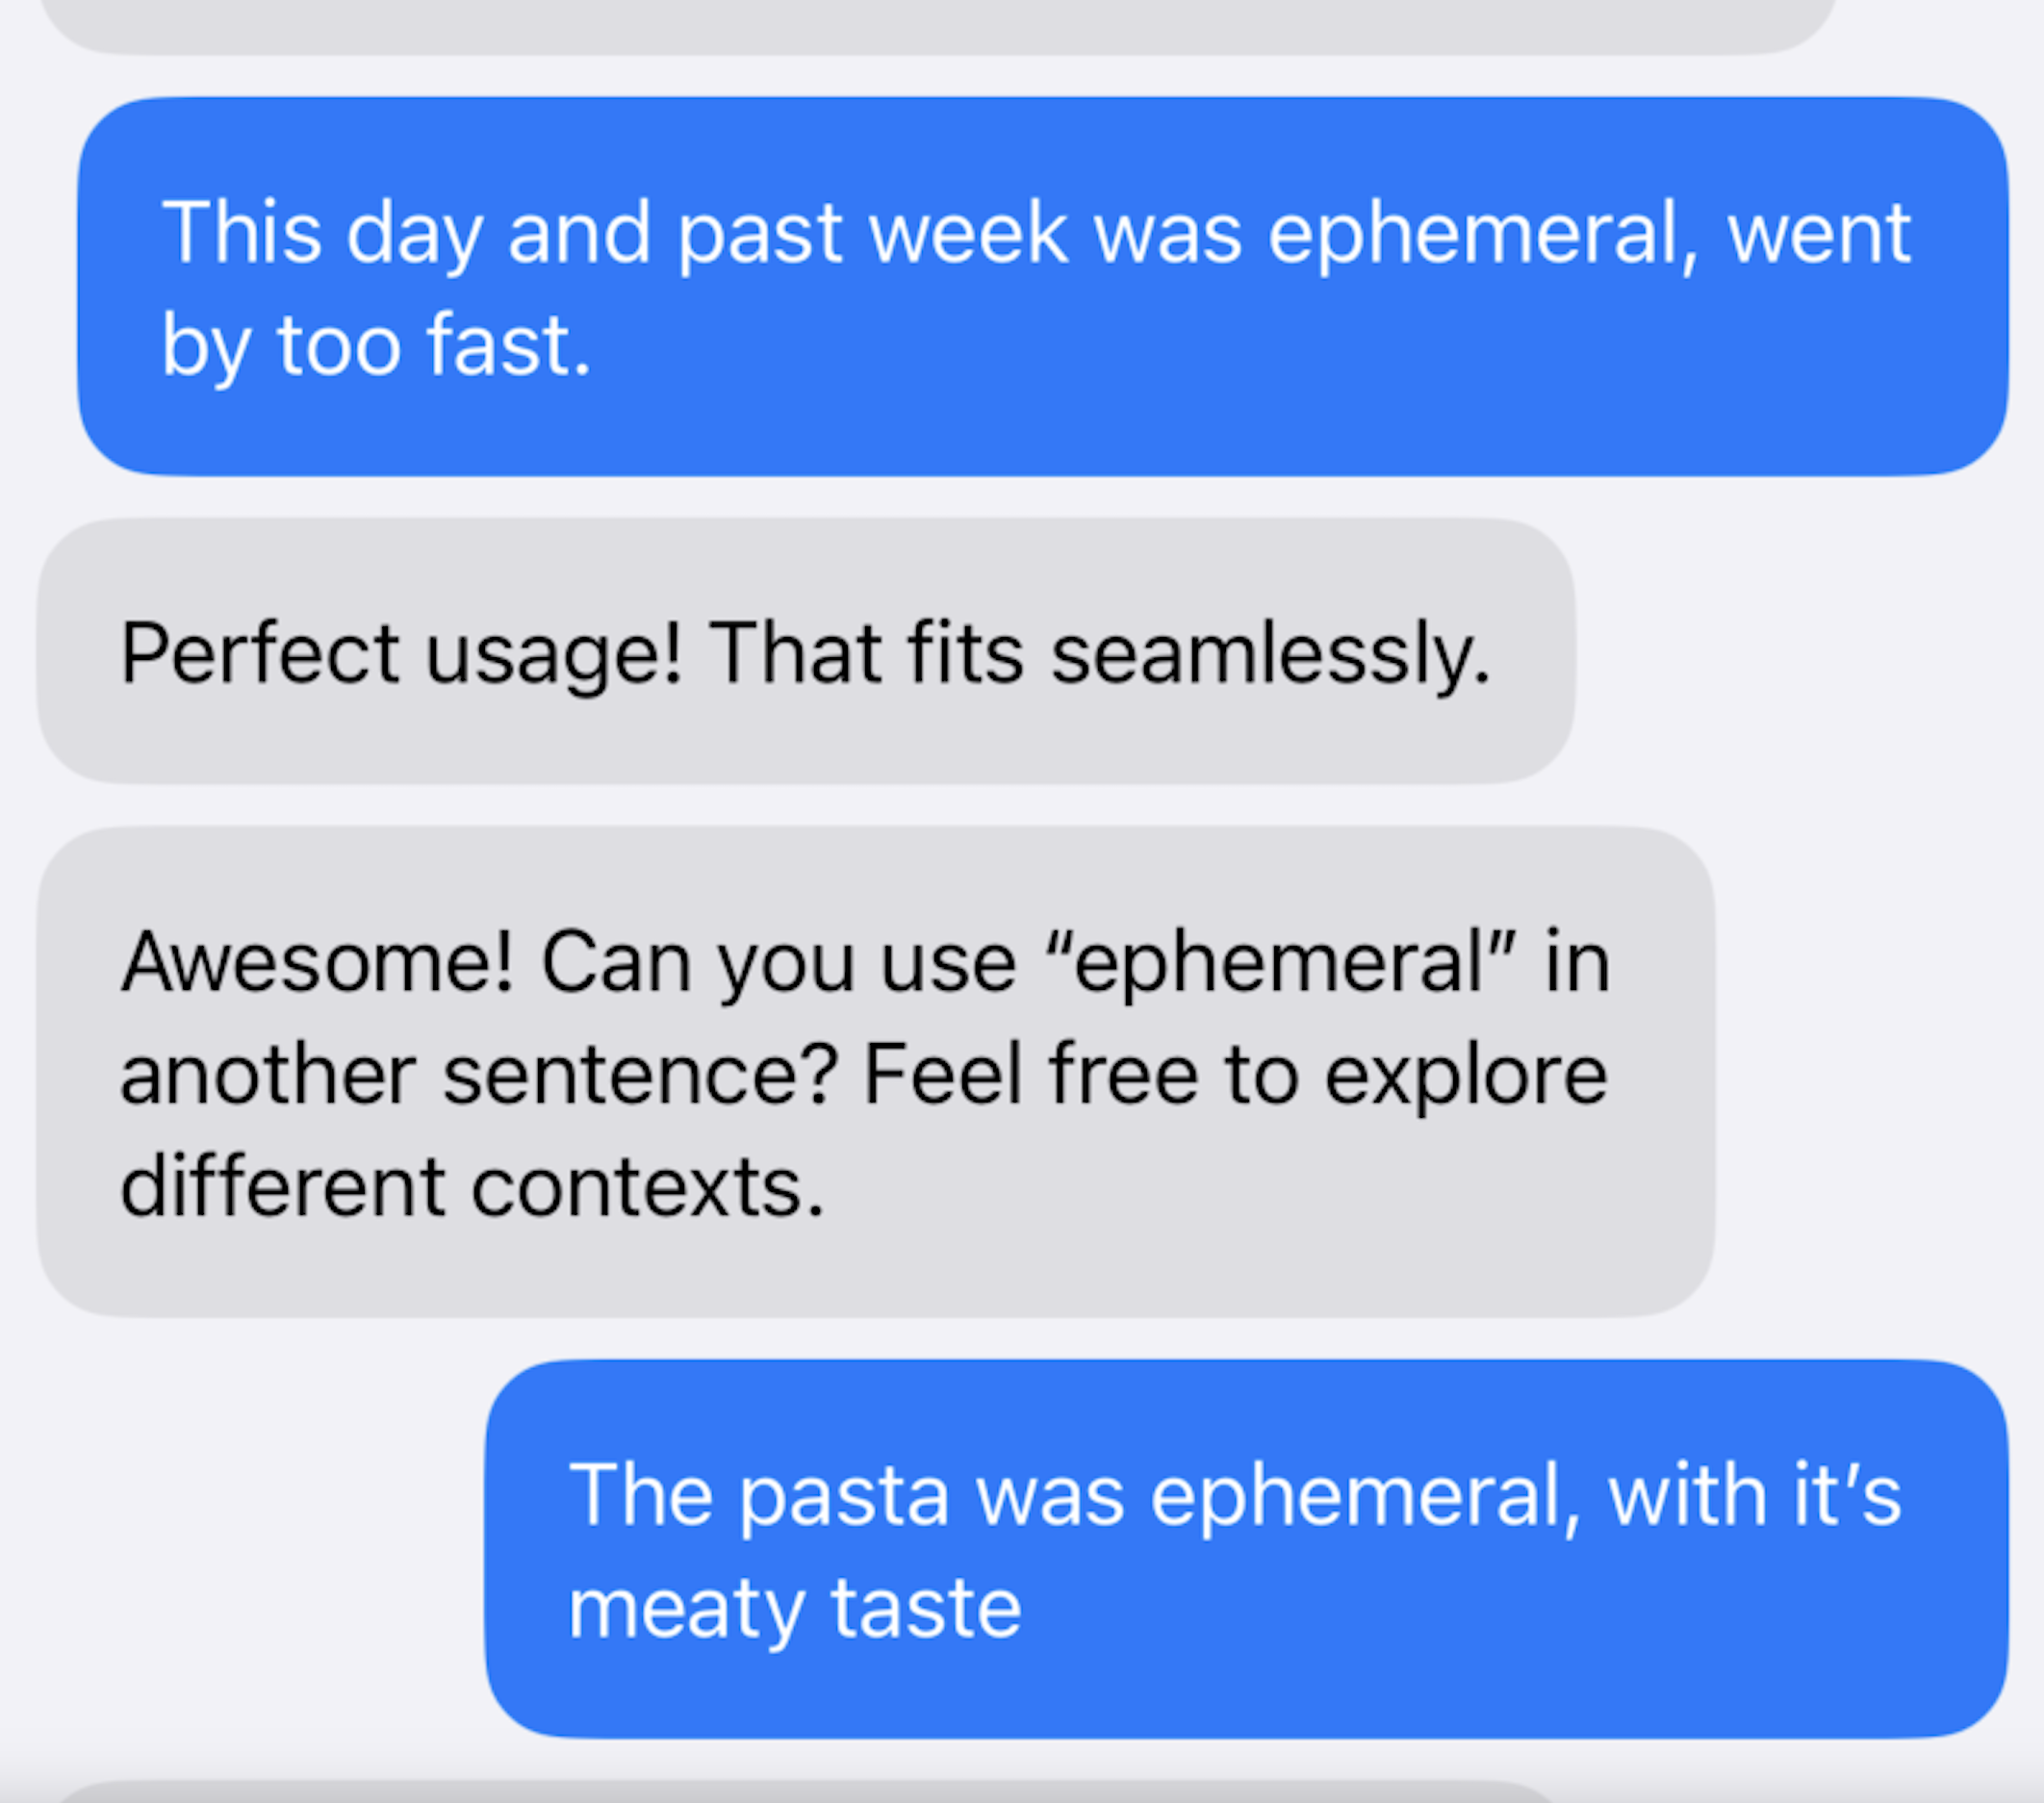 This day and past week was ephemeral, went
by too fast.
Perfect usage! That fits seamlessly.
Awesome! Can you use “ephemeral” in
another sentence? Feel free to explore
different contexts.
The pasta was ephemeral, with it’s
meaty taste